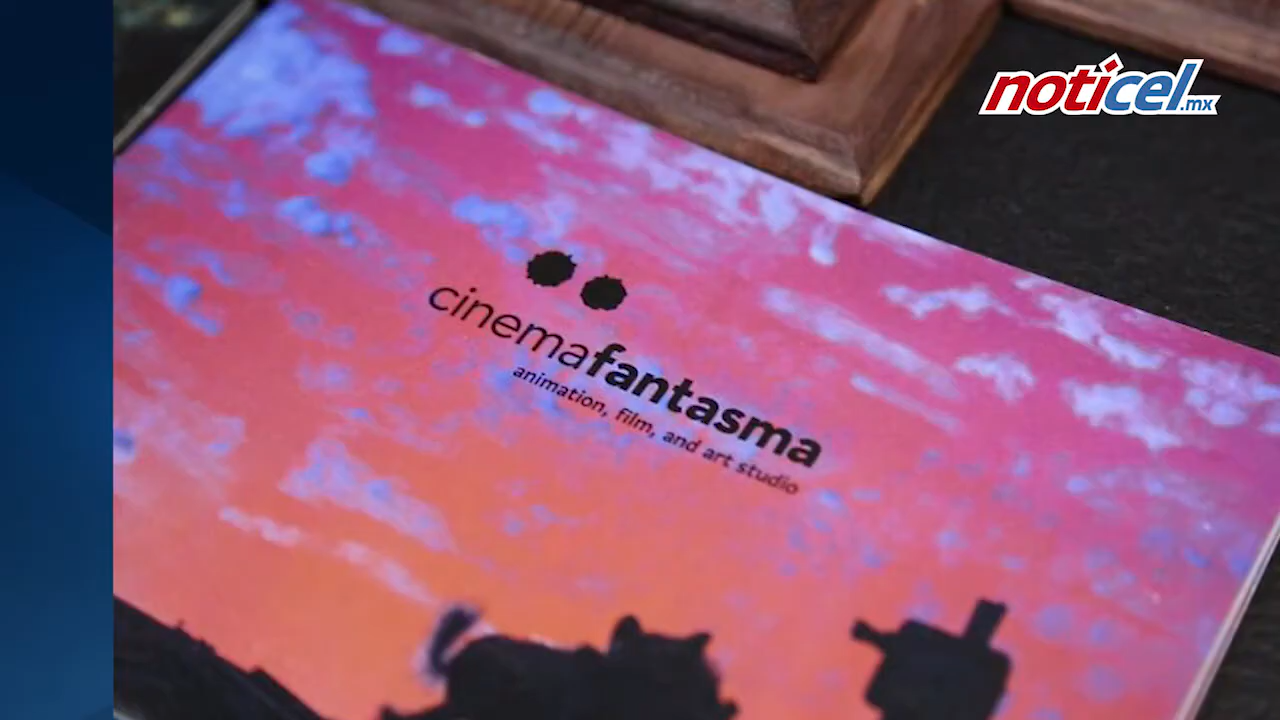 noticel.mx
cinemafantasma
animation, film, and art studio